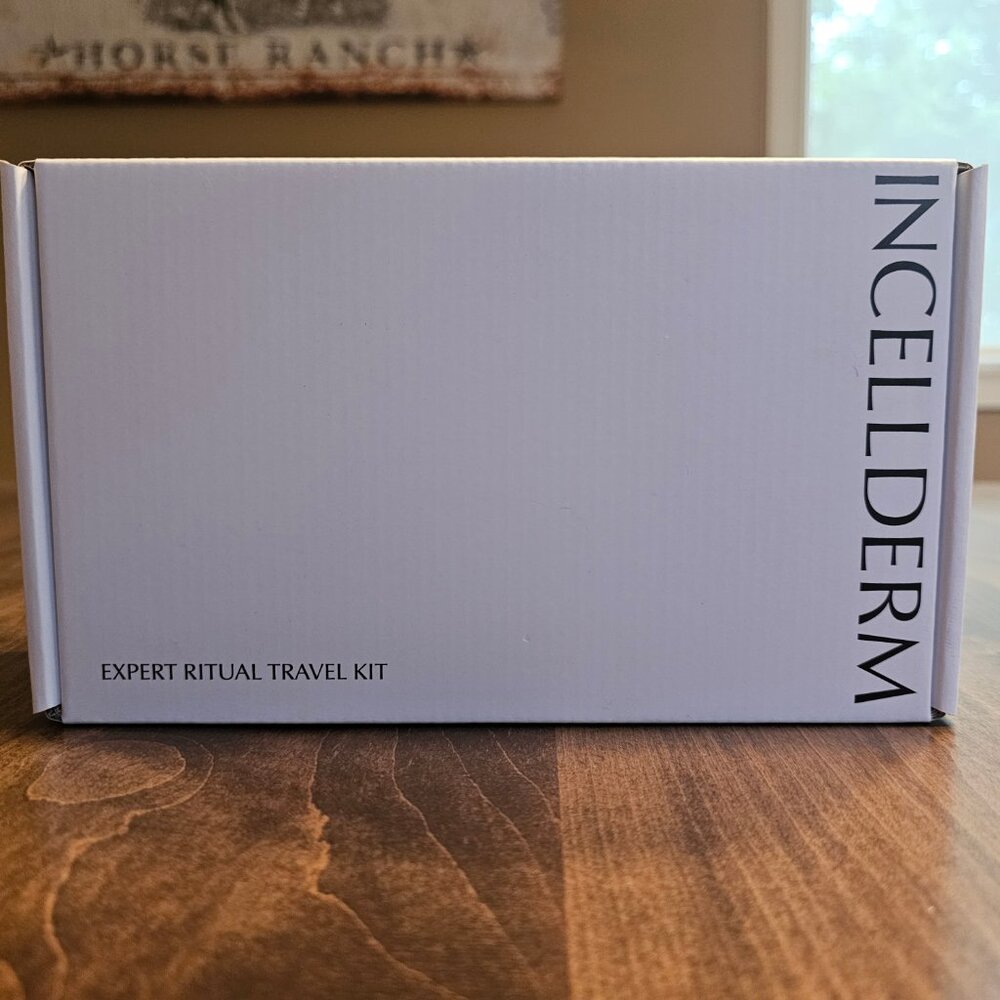 HORSE RANCH
INCELLDERM
EXPERT RITUAL TRAVEL KIT